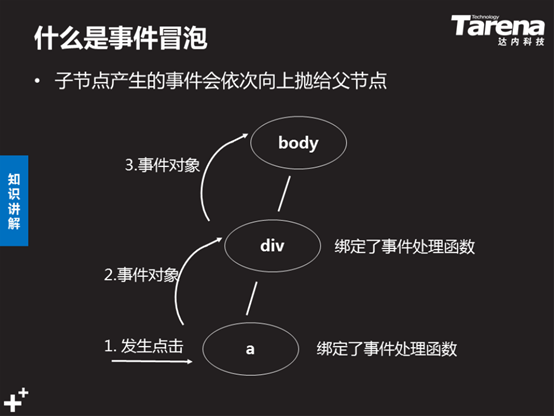 什么是事件冒泡
Technology
Tarena
达内科技
• 子节点产生的事件会依次向上抛给父节点
body
3.事件对象
知识讲解
div
绑定了事件处理函数
2.事件对象
1. 发生点击
a
绑定了事件处理函数